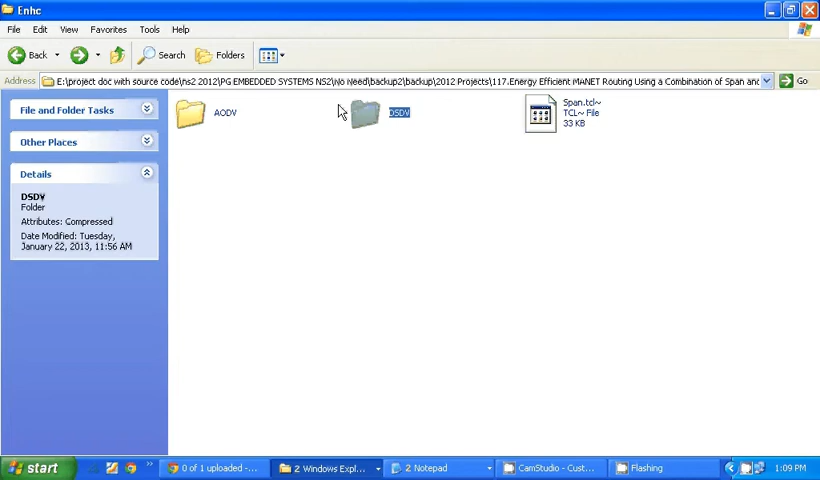 Enhc
File Edit View Favorites Tools Help
Back Search Folders
Address E:\project doc with source code\ns2 2012\PG EMBEDDED SYSTEMS NS2\No Need\backup2\backup\2012 Projects\117.Energy Efficient MANET Routing Using a Combination of Span and Go
File and Folder Tasks
Other Places
Details
DSDV
Folder
Attributes: Compressed
Date Modified: Tuesday,
January 22, 2013, 11:56 AM
AODV
DSDV
Span.tcl~
TCL~ File
33 KB
start 0 of 1 uploaded -... 2 Windows Expl... 2 Notepad CamStudio - Cust... Flashing 1:09 PM